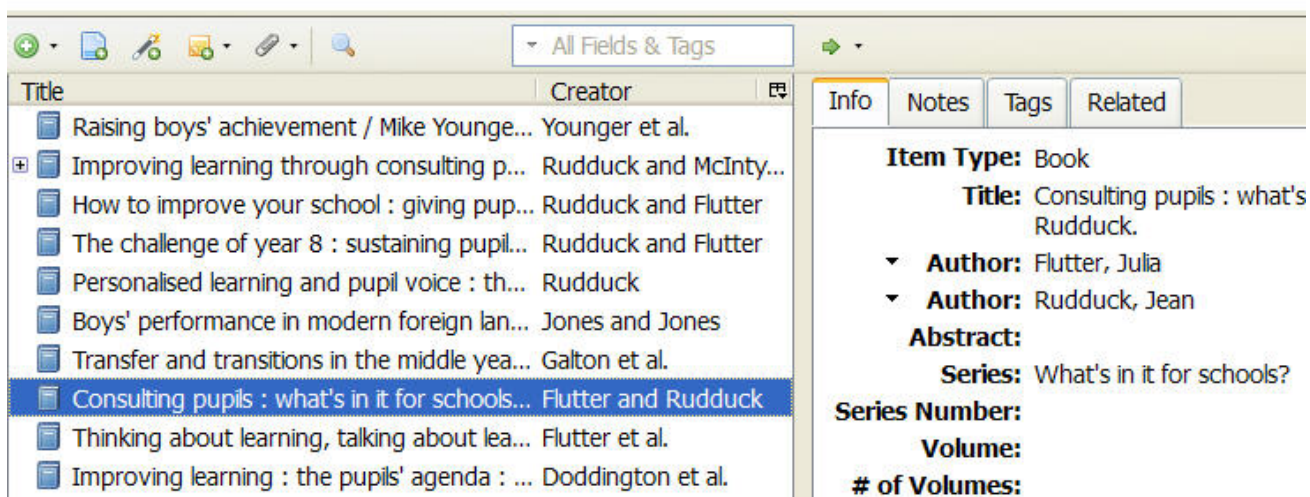 All Fields & Tags
Title Creator
Raising boys' achievement / Mike Younge... Younger et al.
Improving learning through consulting p... Rudduck and McInty...
How to improve your school : giving pup... Rudduck and Flutter
The challenge of year 8 : sustaining pupil... Rudduck and Flutter
Personalised learning and pupil voice : th... Rudduck
Boys' performance in modern foreign lan... Jones and Jones
Transfer and transitions in the middle yea... Galton et al.
Consulting pupils : what's in it for schools... Flutter and Rudduck
Thinking about learning, talking about lea... Flutter et al.
Improving learning : the pupils' agenda : ... Doddington et al.
Info Notes Tags Related
Item Type: Book
Title: Consulting pupils : what's
Rudduck.
Author: Flutter, Julia
Author: Rudduck, Jean
Abstract:
Series: What's in it for schools?
Series Number:
Volume:
# of Volumes: